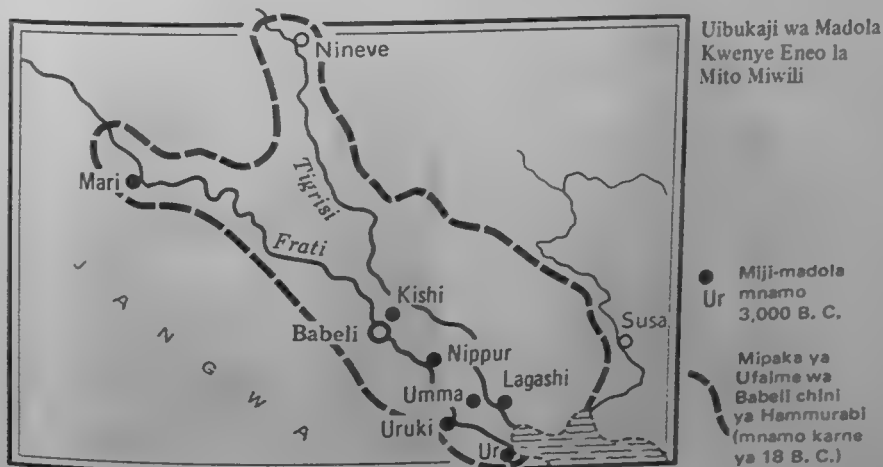 Uibukaji wa Madola
Kwenye Eneo la
Mito Miwili
Nineve
Mari
Tigrisi
Frati
JANGWA
Kishi
Babeli
Nippur
Susa
Umma
Lagashi
Uruki
Ur
Ur
Miji-madola
mnamo
3,000 B. C.
Mipaka ya
Ufalme wa
Babeli chini
ya Hammurabi
(mnamo karne
ya 18 B. C.)